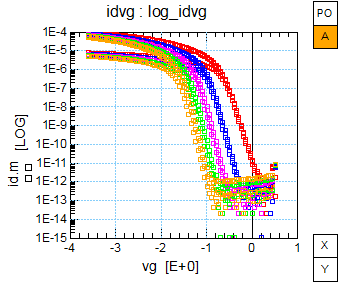 idvg : log_idvg
PO
A
1E-4
1E-5
1E-6
1E-7
1E-8
1E-9
1E-10
1E-11
1E-12
1E-13
1E-14
1E-15
id.m [LOG]
-4 -3 -2 -1 0 1
vg [E+0]
X
Y